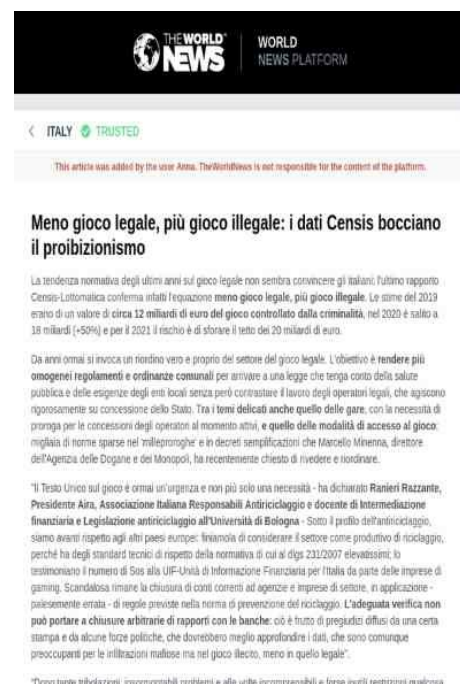 THE WORLD NEWS
WORLD
NEWS PLATFORM
ITALY TRUSTED
This article was added by the user Anna. TheWorldNews is not responsible for the content of the platform.
Meno gioco legale, più gioco illegale: i dati Censis bocciano
il proibizionismo
La tendenza normativa degli ultimi anni sul gioco legale non sembra convincere gli italiani: l'ultimo rapporto
Censis-Lottomatica conferma infatti l'equazione meno gioco legale, più gioco illegale. Le stime del 2019
erano di un valore di circa 12 miliardi di euro del gioco controllato dalla criminalità, nel 2020 è salito a
18 miliardi (+50%) e per il 2021 il rischio è di sforare il tetto dei 20 miliardi di euro.
Da anni ormai si invoca un riordino vero e proprio del settore del gioco legale. L'obiettivo è rendere più
omogenei regolamenti e ordinanze comunali per arrivare a una legge che tenga conto della salute
pubblica e delle esigenze degli enti locali senza però contrastare il lavoro degli operatori legali, che agiscono
rigorosamente su concessione dello Stato. Tra i temi delicati anche quello delle gare, con la necessità di
proroga per le concessioni degli operatori al momento attivi, e quello delle modalità di accesso al gioco:
migliaia di norme sparse nel 'milleproroghe' e in decreti semplificazioni che Marcello Minenna, direttore
dell'Agenzia delle Dogane e dei Monopoli, ha recentemente chiesto di rivedere e riordinare.
"Il Testo Unico sul gioco è ormai un'urgenza e non più solo una necessità - ha dichiarato Ranieri Razzante,
Presidente Aira, Associazione Italiana Responsabili Antiriciclaggio e docente di Intermediazione
finanziaria e Legislazione antiriciclaggio all'Università di Bologna - Sotto il profilo dell'antiriciclaggio,
siamo avanti rispetto agli altri paesi europei: finiamola di considerare il settore come produttivo di riciclaggio,
perché ha degli standard tecnici di rispetto della normativa di cui al dlgs 231/2007 elevatissimi; lo
testimoniano il numero di Sos alla UIF-Unità di Informazione Finanziaria per l'Italia da parte delle imprese di
gaming. Scandalosa rimane la chiusura di conti correnti ad agenzie e imprese di settore, in applicazione -
palesemente errata - di regole previste nella norma di prevenzione del riciclaggio. L'adeguata verifica non
può portare a chiusure arbitrarie di rapporti con le banche: ciò è frutto di pregiudizi diffusi da una certa
stampa e da alcune forze politiche, che dovrebbero meglio approfondire i dati, che sono comunque
preoccupanti per le infiltrazioni mafiose ma nel gioco illecito, meno in quello legale".
"Dopo tante tribolazioni, insormontabili problemi e alle volte incomprensibili e forse inutili restrizioni qualcosa